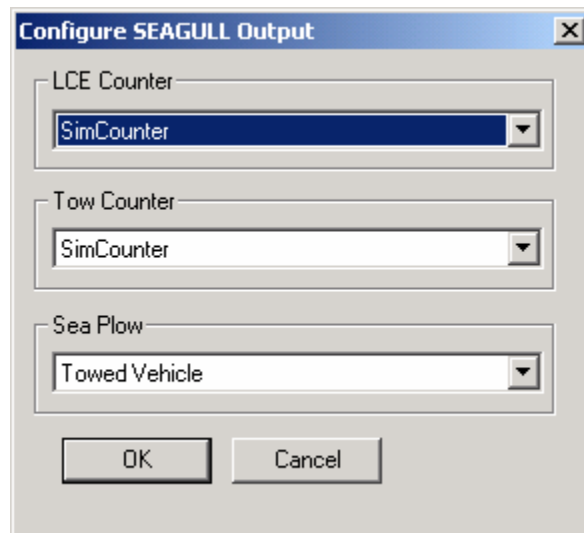 Configure SEAGULL Output
LCE Counter
SimCounter
Tow Counter
SimCounter
Sea Plow
Towed Vehicle
OK
Cancel